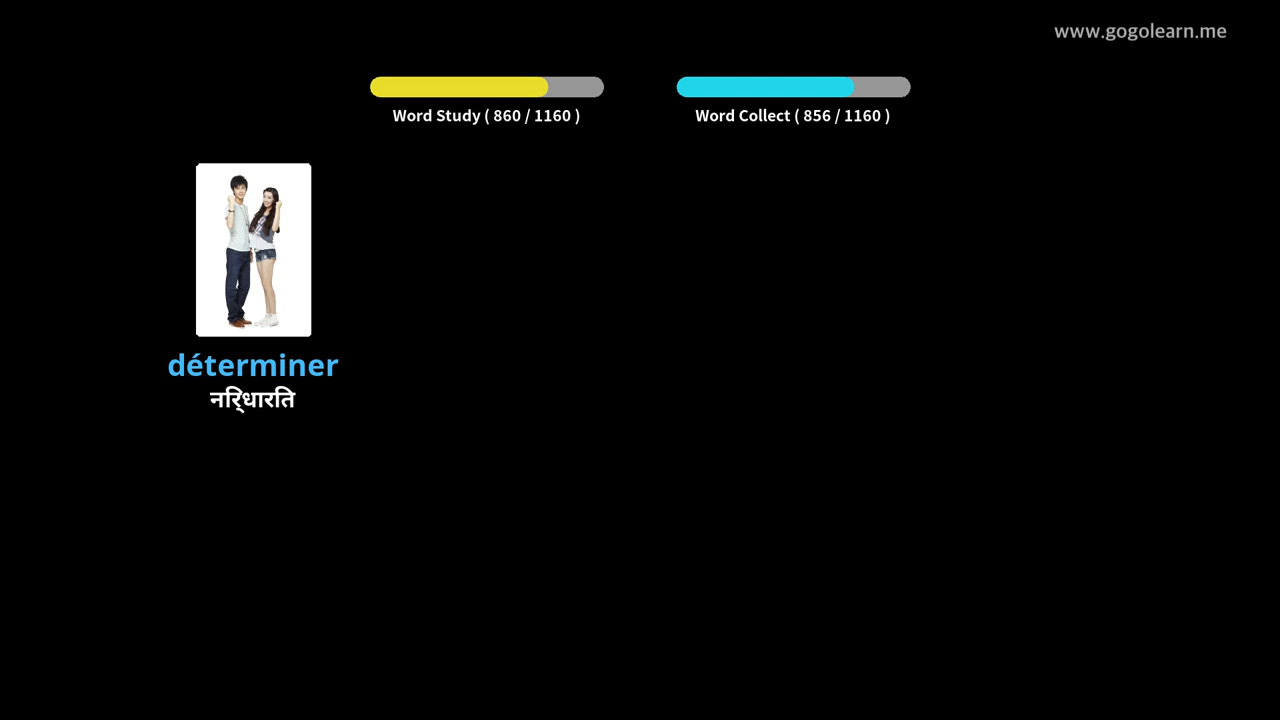 www.gogolearn.me
Word Study ( 860 / 1160 )
Word Collect ( 856 / 1160 )
déterminer
निर्धारित